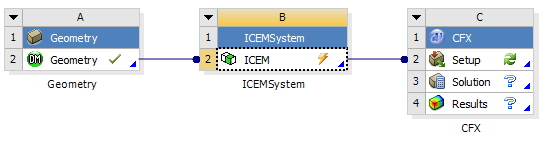 A
1 Geometry
2 DM Geometry
Geometry
B
1 ICEMSystem
2 ICEM
ICEMSystem
C
1 CFX
2 Setup
3 Solution ?
4 Results ?
CFX